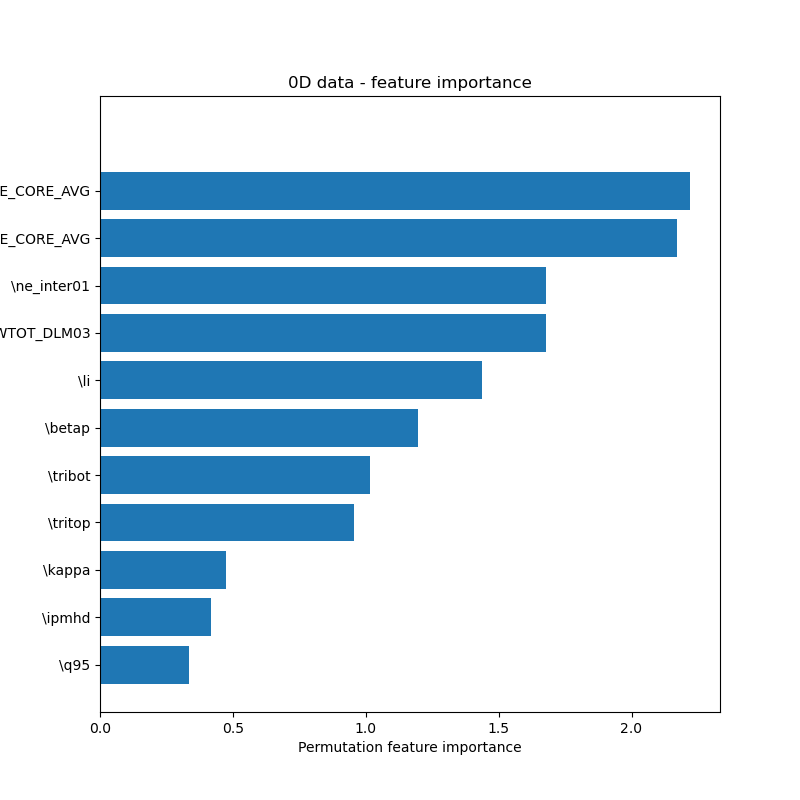 0D data - feature importance
E_CORE_AVG
E_CORE_AVG
\ne_inter01
WTOT_DLM03
\li
\betap
\tribot
\tritop
\kappa
\ipmhd
\q95
0.0 0.5 1.0 1.5 2.0
Permutation feature importance